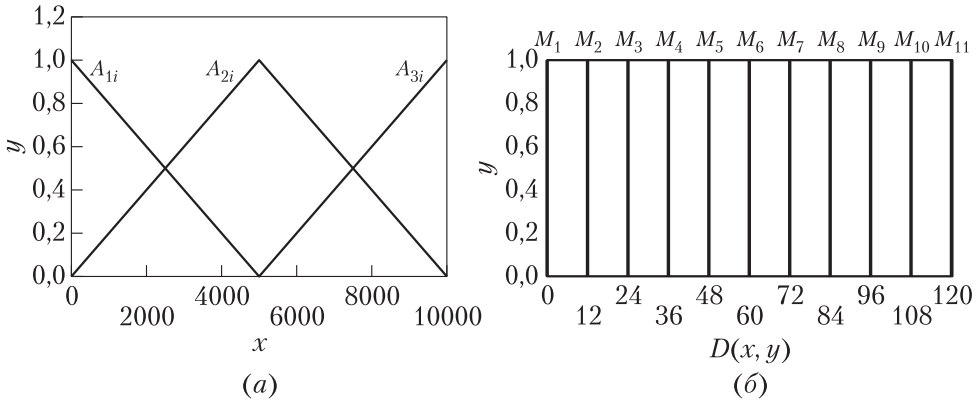 1,2
1,0
0,8
0,6
0,4
0,2
0,0
y
A1i
A2i
A3i
0 4000 8000
2000 6000 10000
x
(а)
M1 M2 M3 M4 M5 M6 M7 M8 M9 M10 M11
1,0
0,8
0,6
0,4
0,2
0,0
y
0 24 48 72 96 120
12 36 60 84 108
D(x, y)
(б)